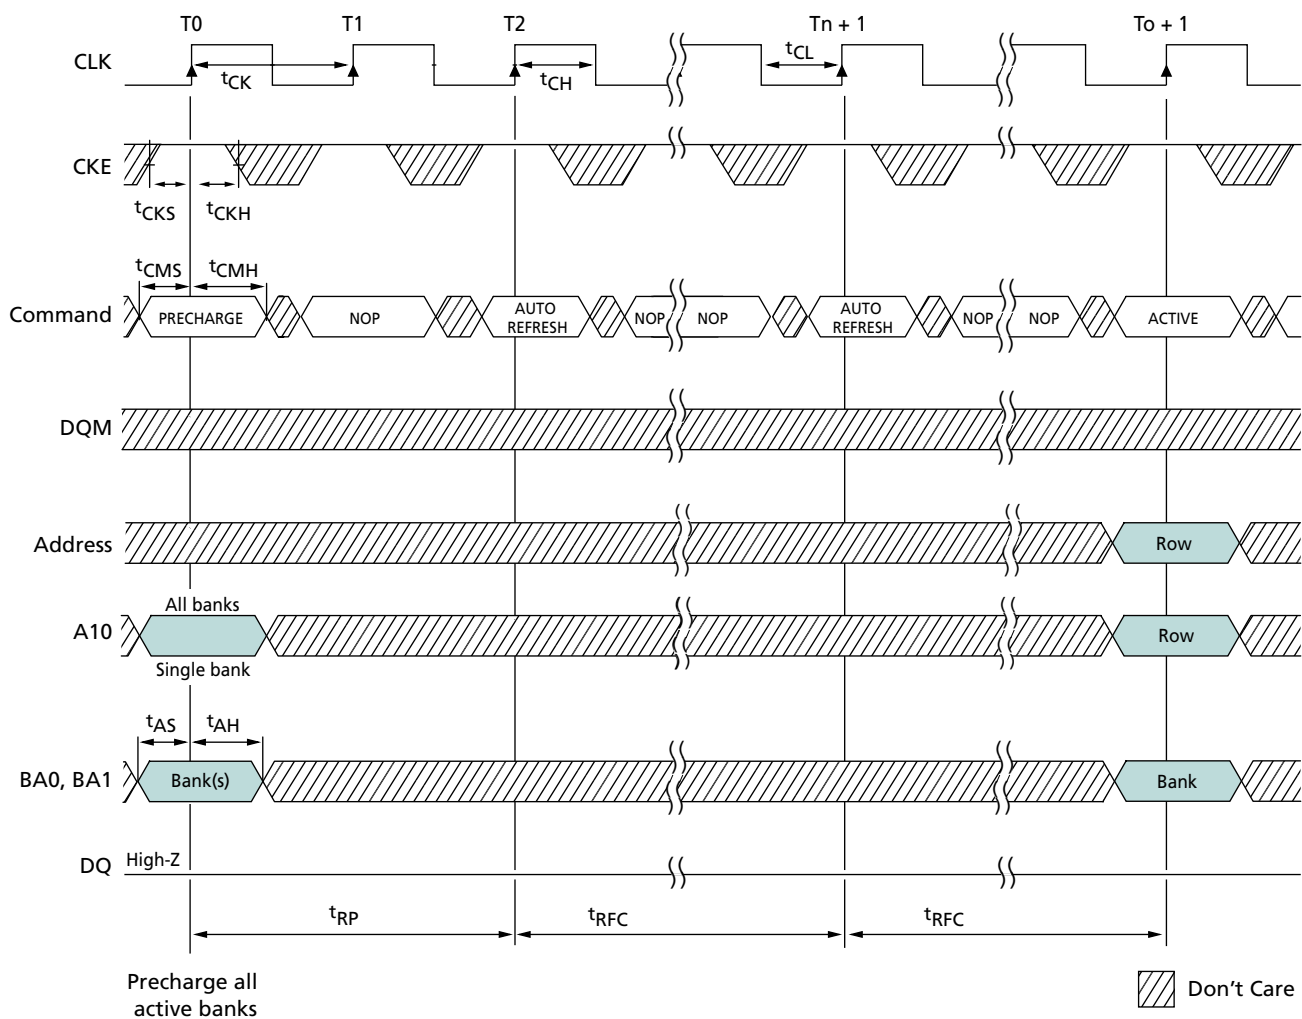 T0 T1 T2 Tn + 1 To + 1
CLK
tCK tCH tCL
CKE
tCKS tCKH
tCMS tCMH
Command PRECHARGE NOP AUTO REFRESH NOP NOP AUTO REFRESH NOP NOP ACTIVE
DQM
Address Row
All banks
A10 Row
Single bank
tAS tAH
BA0, BA1 Bank(s) Bank
DQ High-Z
tRP tRFC tRFC
Precharge all
active banks
Don't Care